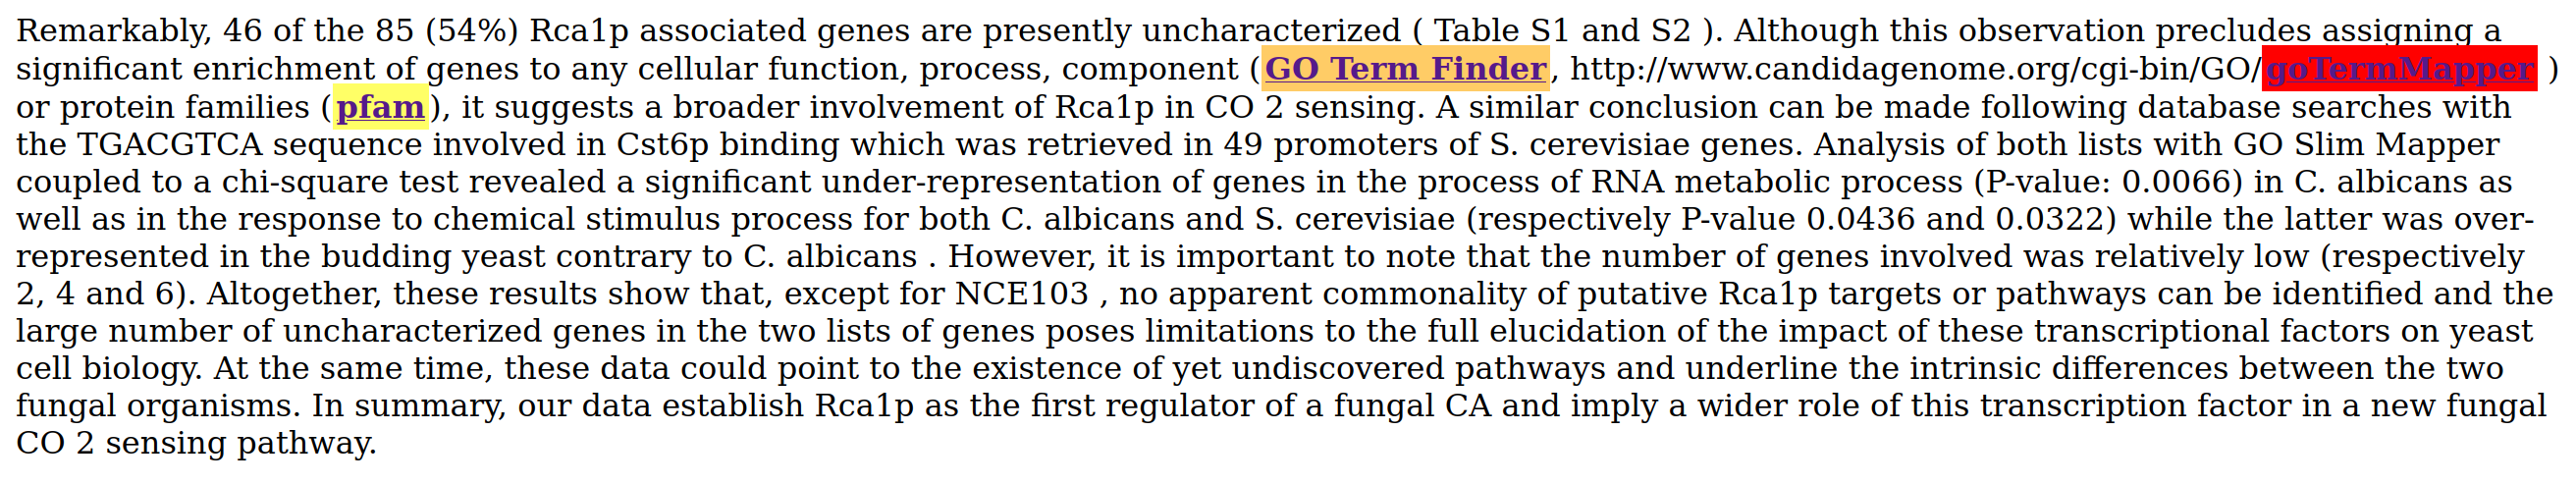 Remarkably, 46 of the 85 (54%) Rca1p associated genes are presently uncharacterized ( Table S1 and S2 ). Although this observation precludes assigning a
significant enrichment of genes to any cellular function, process, component (GO Term Finder, http://www.candidagenome.org/cgi-bin/GO/goTermMapper )
or protein families (pfam), it suggests a broader involvement of Rca1p in CO 2 sensing. A similar conclusion can be made following database searches with
the TGACGTCA sequence involved in Cst6p binding which was retrieved in 49 promoters of S. cerevisiae genes. Analysis of both lists with GO Slim Mapper
coupled to a chi-square test revealed a significant under-representation of genes in the process of RNA metabolic process (P-value: 0.0066) in C. albicans as
well as in the response to chemical stimulus process for both C. albicans and S. cerevisiae (respectively P-value 0.0436 and 0.0322) while the latter was over-
represented in the budding yeast contrary to C. albicans . However, it is important to note that the number of genes involved was relatively low (respectively
2, 4 and 6). Altogether, these results show that, except for NCE103 , no apparent commonality of putative Rca1p targets or pathways can be identified and the
large number of uncharacterized genes in the two lists of genes poses limitations to the full elucidation of the impact of these transcriptional factors on yeast
cell biology. At the same time, these data could point to the existence of yet undiscovered pathways and underline the intrinsic differences between the two
fungal organisms. In summary, our data establish Rca1p as the first regulator of a fungal CA and imply a wider role of this transcription factor in a new fungal
CO 2 sensing pathway.